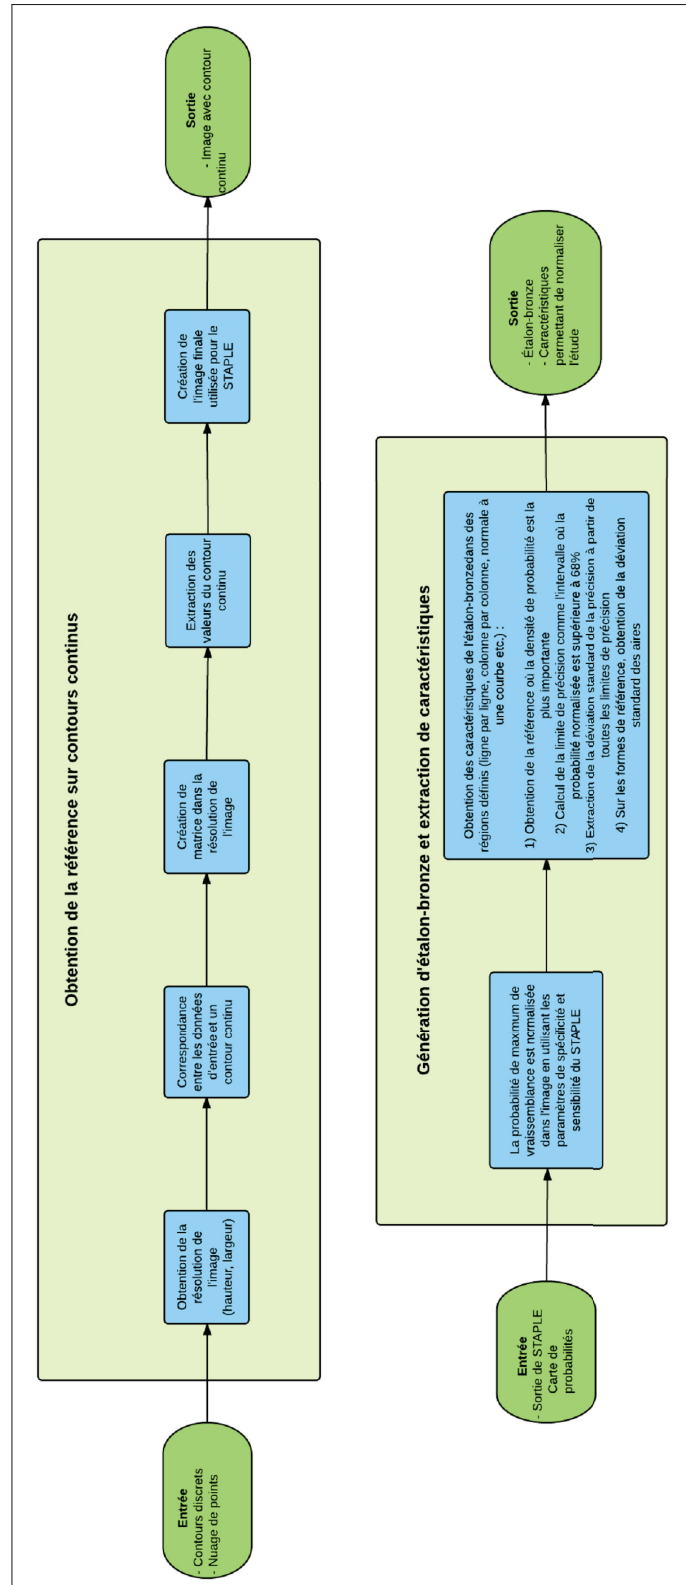 Obtention de la référence sur contours continus
Entrée
- Contours discrets
- Nuage de points
Obtention de la
résolution de
l'image
(hauteur, largeur)
Correspondance
entre les données
d'entrée et un
contour continu
Création de
matrice dans la
résolution de
l'image
Extraction des
valeurs du contour
continu
Création de
l'image finale
utilisée pour le
STAPLE
Sortie
- Image avec contour
continu
Génération d'étalon-bronze et extraction de caractéristiques
Entrée
- Sortie de STAPLE
Carte de
probabilités
La probabilité de maximum de
vraissemblance est normalisée
dans l'image en utilisant les
paramètres de spécificité et
sensibilité du STAPLE
Obtention des caractéristiques de l'étalon-bronzedans des
régions définis (ligne par ligne, colonne par colonne, normale à
une courbe etc.) :
1) Obtention de la référence où la densité de probabilité est la
plus importante
2) Calcul de la limite de précision comme l'intervalle où la
probabilité normalisée est supérieure à 68%
3) Extraction de la déviation standard de la précision à partir de
toutes les limites de précision
4) Sur les formes de référence, obtention de la déviation
standard des aires
Sortie
- Étalon-bronze
- Caractéristiques
permettant de normaliser
l'étude